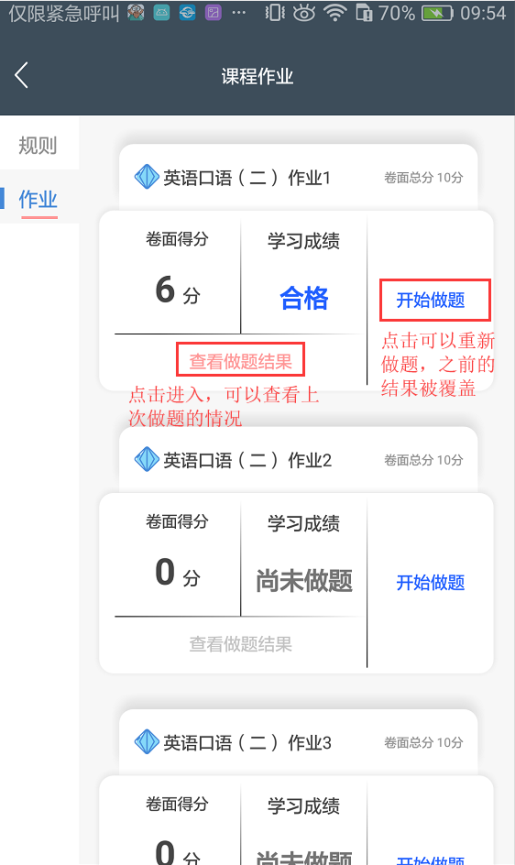 仅限紧急呼叫 ... 70% 09:54
课程作业
规则
作业
英语口语（二）作业1 卷面总分 10分
卷面得分 学习成绩
6 分 合格 开始做题
查看做题结果
点击可以重新
做题，之前的
结果被覆盖
点击进入，可以查看上
次做题的情况
英语口语（二）作业2 卷面总分 10分
卷面得分 学习成绩
0 分 尚未做题 开始做题
查看做题结果
英语口语（二）作业3 卷面总分 10分
卷面得分 学习成绩
0 分 尚未做题 开始做题